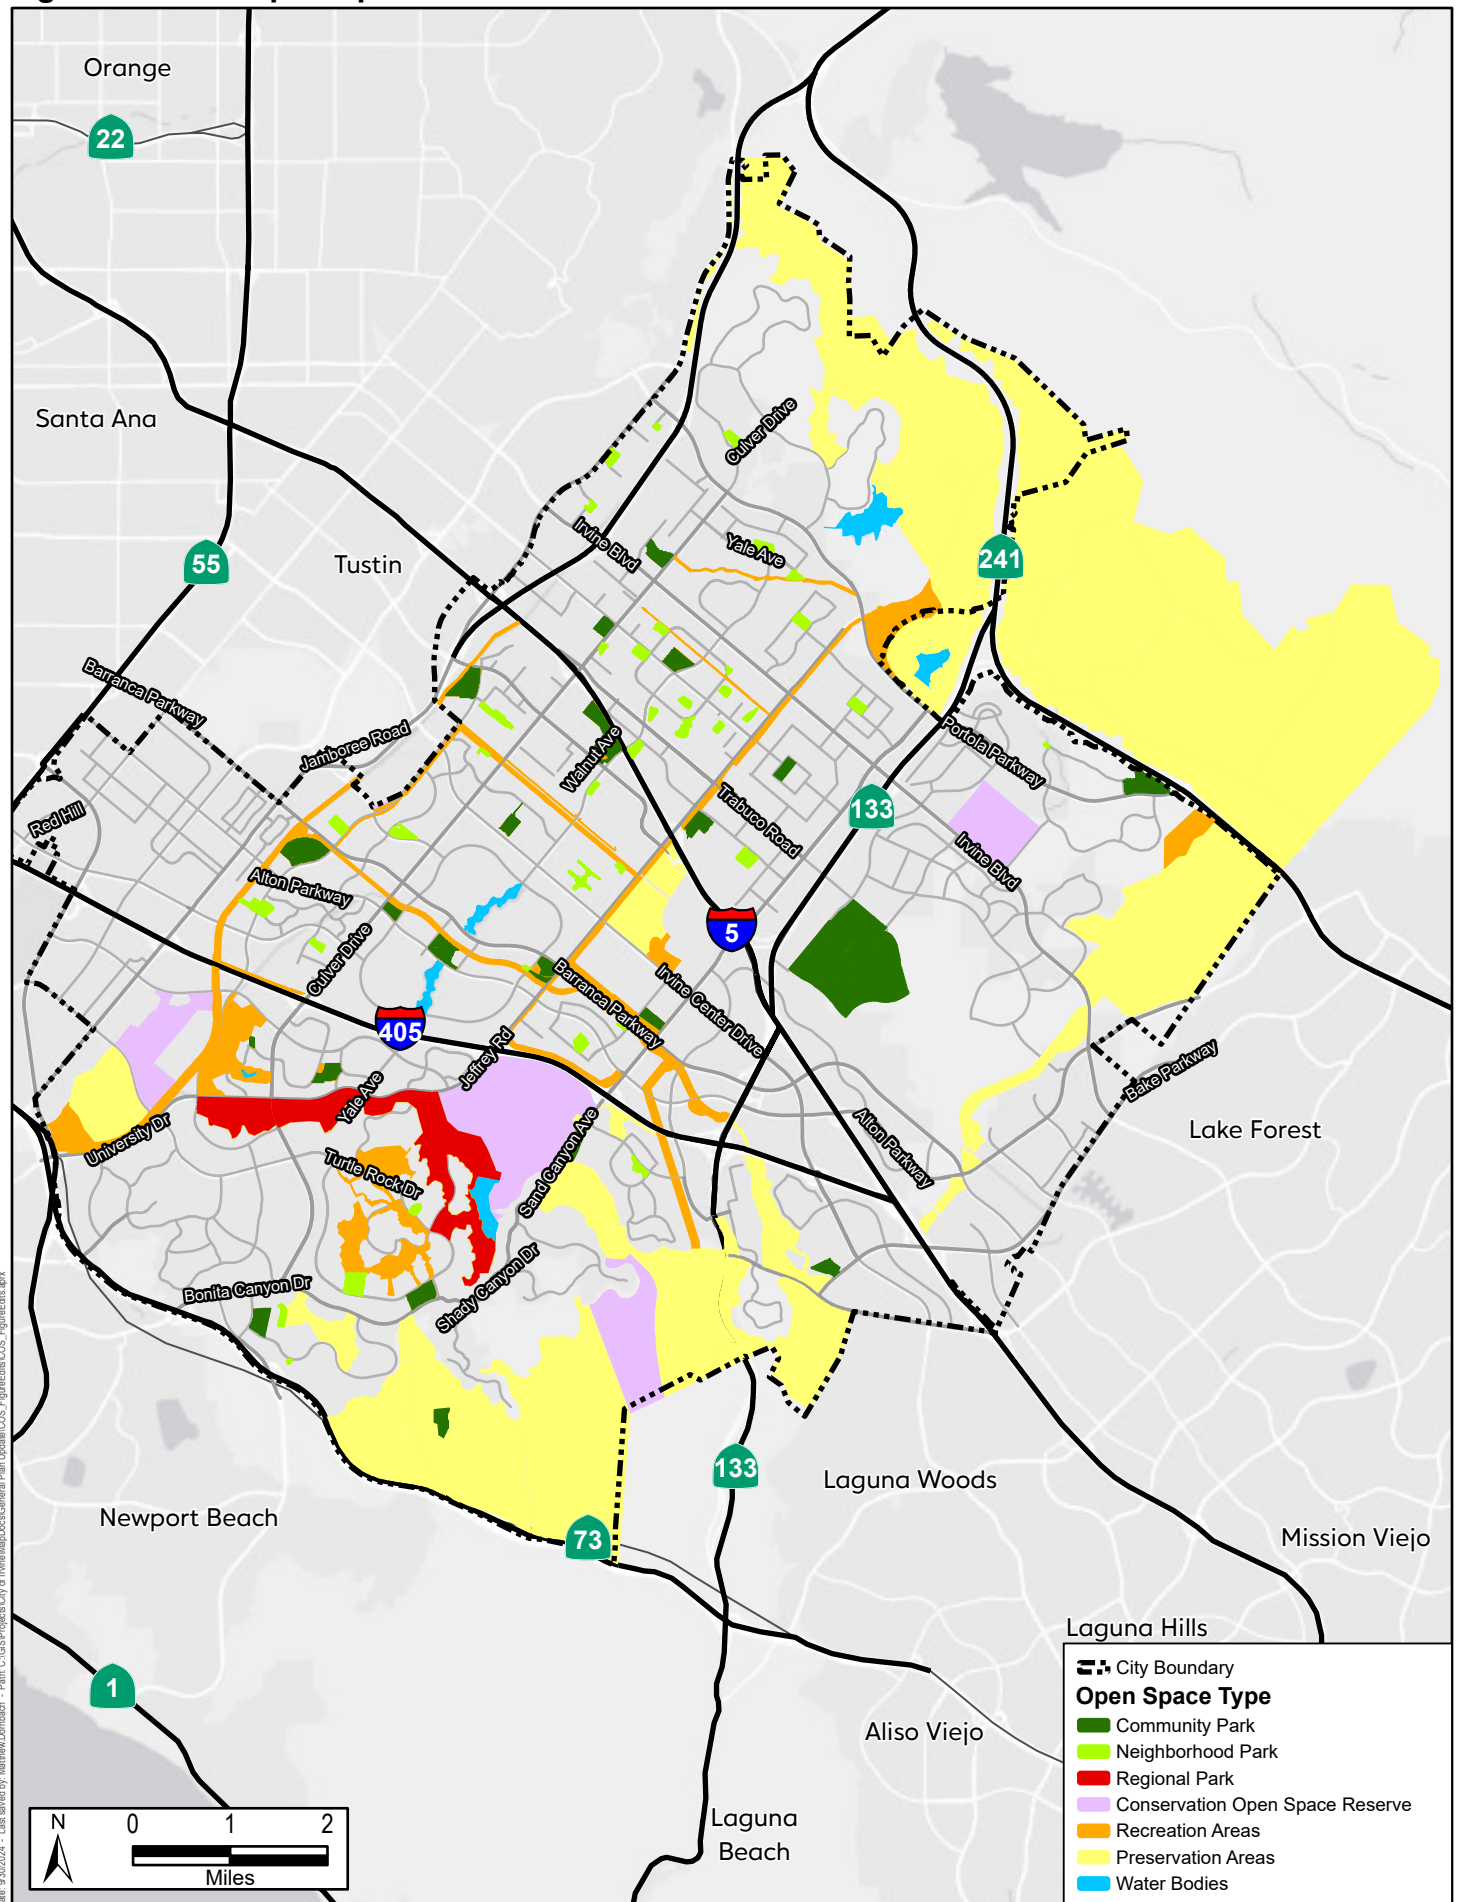 Orange
22
Santa Ana
Culver Drive
Irvine Blvd
Yale Ave
55
Tustin
241
Barranca Parkway
Jamboree Road
Walnut Ave
Portola Parkway
Red Hill
Trabuco Road
133
Irvine Blvd
Alton Parkway
5
Culver Drive
Barranca Parkway
Irvine Center Drive
405
Jeffrey Rd
Bake Parkway
Yale Ave
University Dr
Alton Parkway
Lake Forest
Turtle Rock Dr
Sand Canyon Ave
Bonita Canyon Dr
Shady Canyon Dr
133
Laguna Woods
Newport Beach
73
Mission Viejo
Laguna Hills
1
Aliso Viejo
Laguna
Beach
City Boundary
Open Space Type
Community Park
Neighborhood Park
Regional Park
Conservation Open Space Reserve
Recreation Areas
Preservation Areas
Water Bodies
N
0 1 2
Miles